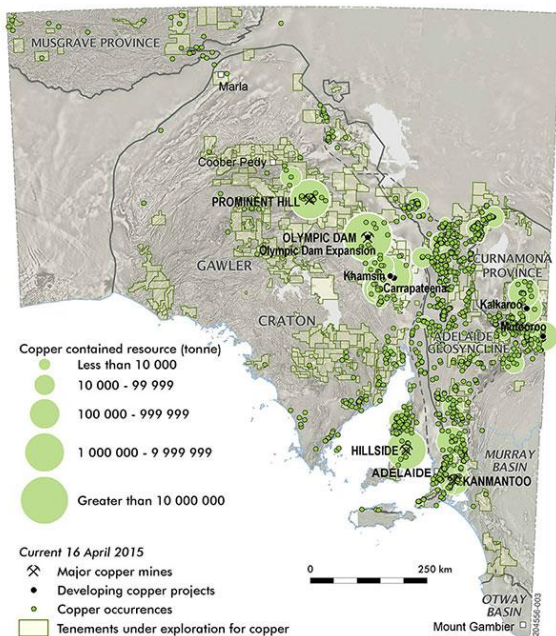 MUSGRAVE PROVINCE
Marla
Coober Pedy
PROMINENT HILL
OLYMPIC DAM
Olympic Dam Expansion
GAWLER
Khamsin
Carrapateena
CURNAMONA
PROVINCE
Kalkaroo
Mutooroo
CRATON
ADELAIDE
GEOSYNCLINE
Copper contained resource (tonne)
Less than 10 000
10 000 - 99 999
100 000 - 999 999
1 000 000 - 9 999 999
Greater than 10 000 000
HILLSIDE
ADELAIDE
KANMANTOO
MURRAY
BASIN
Current 16 April 2015
Major copper mines
Developing copper projects
Copper occurrences
Tenements under exploration for copper
0 250 km
OTWAY
BASIN
Mount Gambier
204556-003